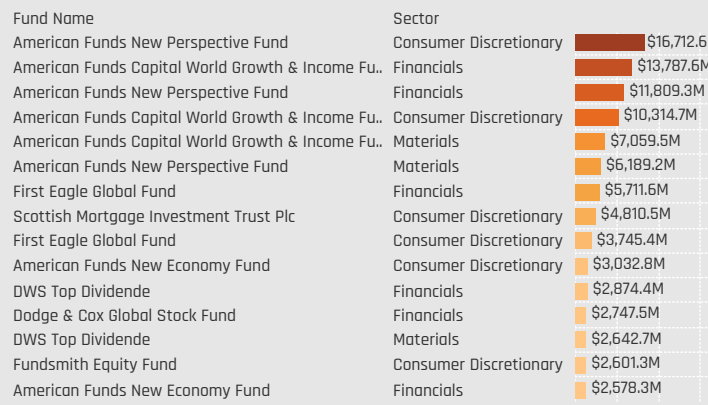 Fund Name Sector
American Funds New Perspective Fund Consumer Discretionary $16,712.6
American Funds Capital World Growth & Income Fu.. Financials $13,787.6M
American Funds New Perspective Fund Financials $11,809.3M
American Funds Capital World Growth & Income Fu.. Consumer Discretionary $10,314.7M
American Funds Capital World Growth & Income Fu.. Materials $7,059.5M
American Funds New Perspective Fund Materials $6,189.2M
First Eagle Global Fund Financials $5,711.6M
Scottish Mortgage Investment Trust Plc Consumer Discretionary $4,810.5M
First Eagle Global Fund Consumer Discretionary $3,745.4M
American Funds New Economy Fund Consumer Discretionary $3,032.8M
DWS Top Dividende Financials $2,874.4M
Dodge & Cox Global Stock Fund Financials $2,747.5M
DWS Top Dividende Materials $2,642.7M
Fundsmith Equity Fund Consumer Discretionary $2,601.3M
American Funds New Economy Fund Financials $2,578.3M